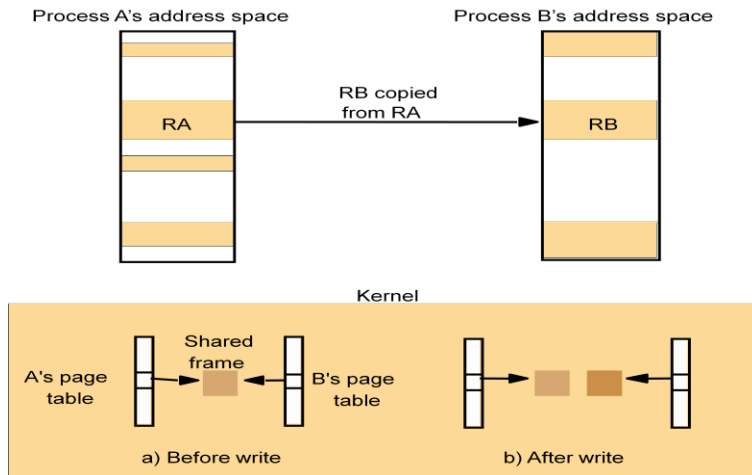 Process A's address space
Process B's address space
RB copied
from RA
RA
RB
Kernel
Shared
frame
A's page
table
B's page
table
a) Before write
b) After write